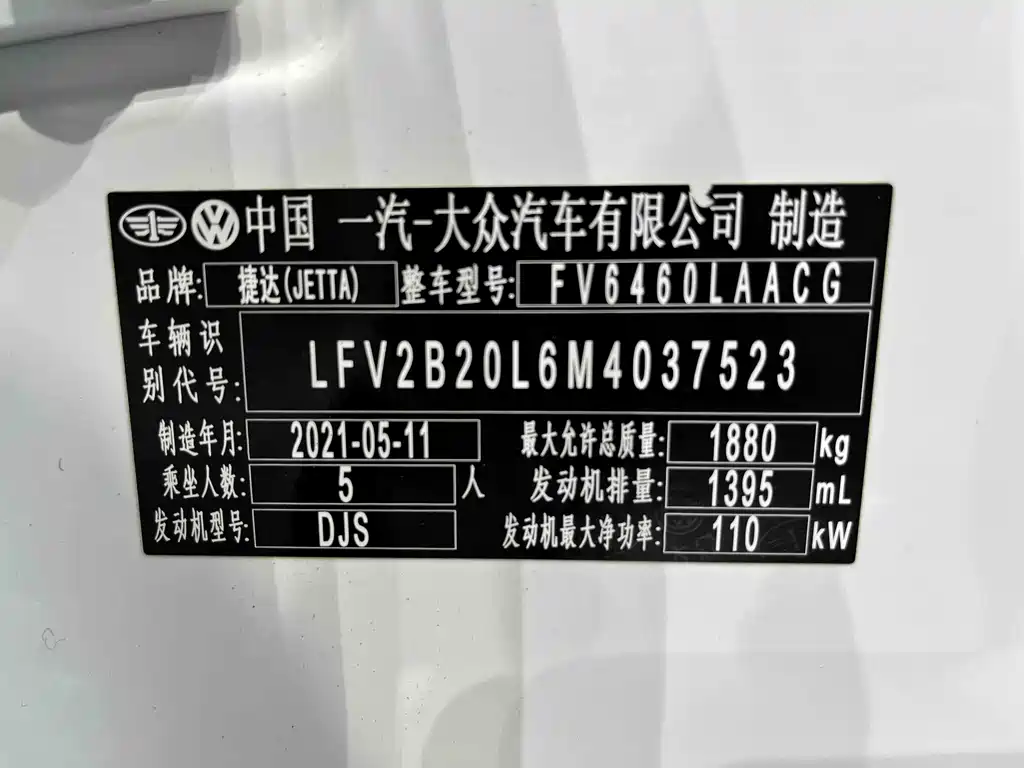 中国 一汽-大众汽车有限公司 制造
品牌: 捷达(JETTA) 整车型号: FV6460LAACG
车辆识别代号: LFV2B20L6M4037523
制造年月: 2021-05-11 最大允许总质量: 1880 kg
乘坐人数: 5 人 发动机排量: 1395 mL
发动机型号: DJS 发动机最大净功率: 110 kW